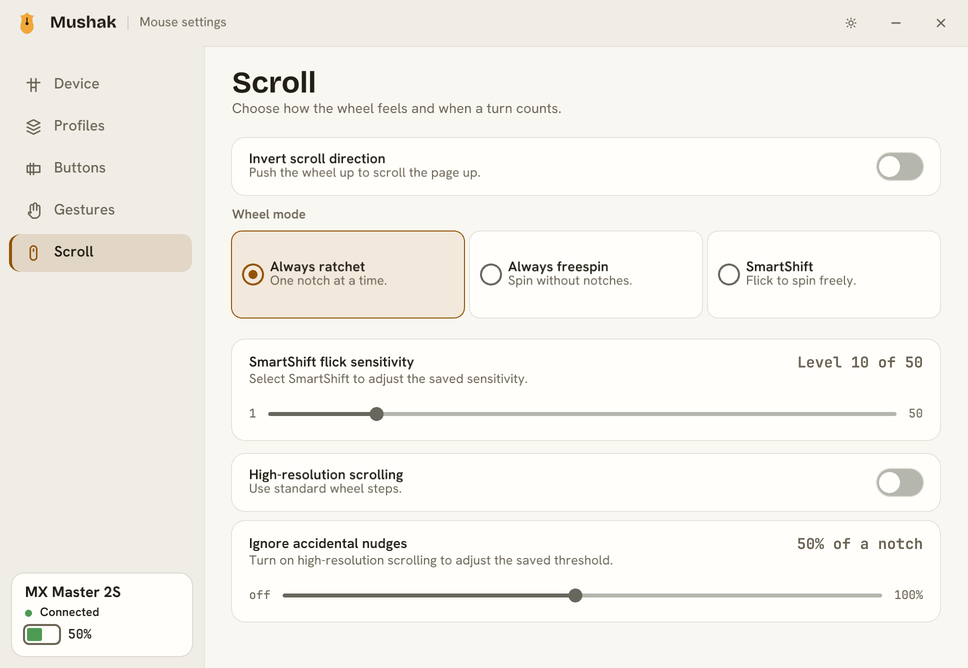 Mushak
Mouse settings
Device
Profiles
Buttons
Gestures
Scroll
MX Master 2S
Connected
50%
Scroll
Choose how the wheel feels and when a turn counts.
Invert scroll direction
Push the wheel up to scroll the page up.
Wheel mode
Always ratchet
One notch at a time.
Always freespin
Spin without notches.
SmartShift
Flick to spin freely.
SmartShift flick sensitivity
Level 10 of 50
Select SmartShift to adjust the saved sensitivity.
1
50
High-resolution scrolling
Use standard wheel steps.
Ignore accidental nudges
50% of a notch
Turn on high-resolution scrolling to adjust the saved threshold.
off
100%